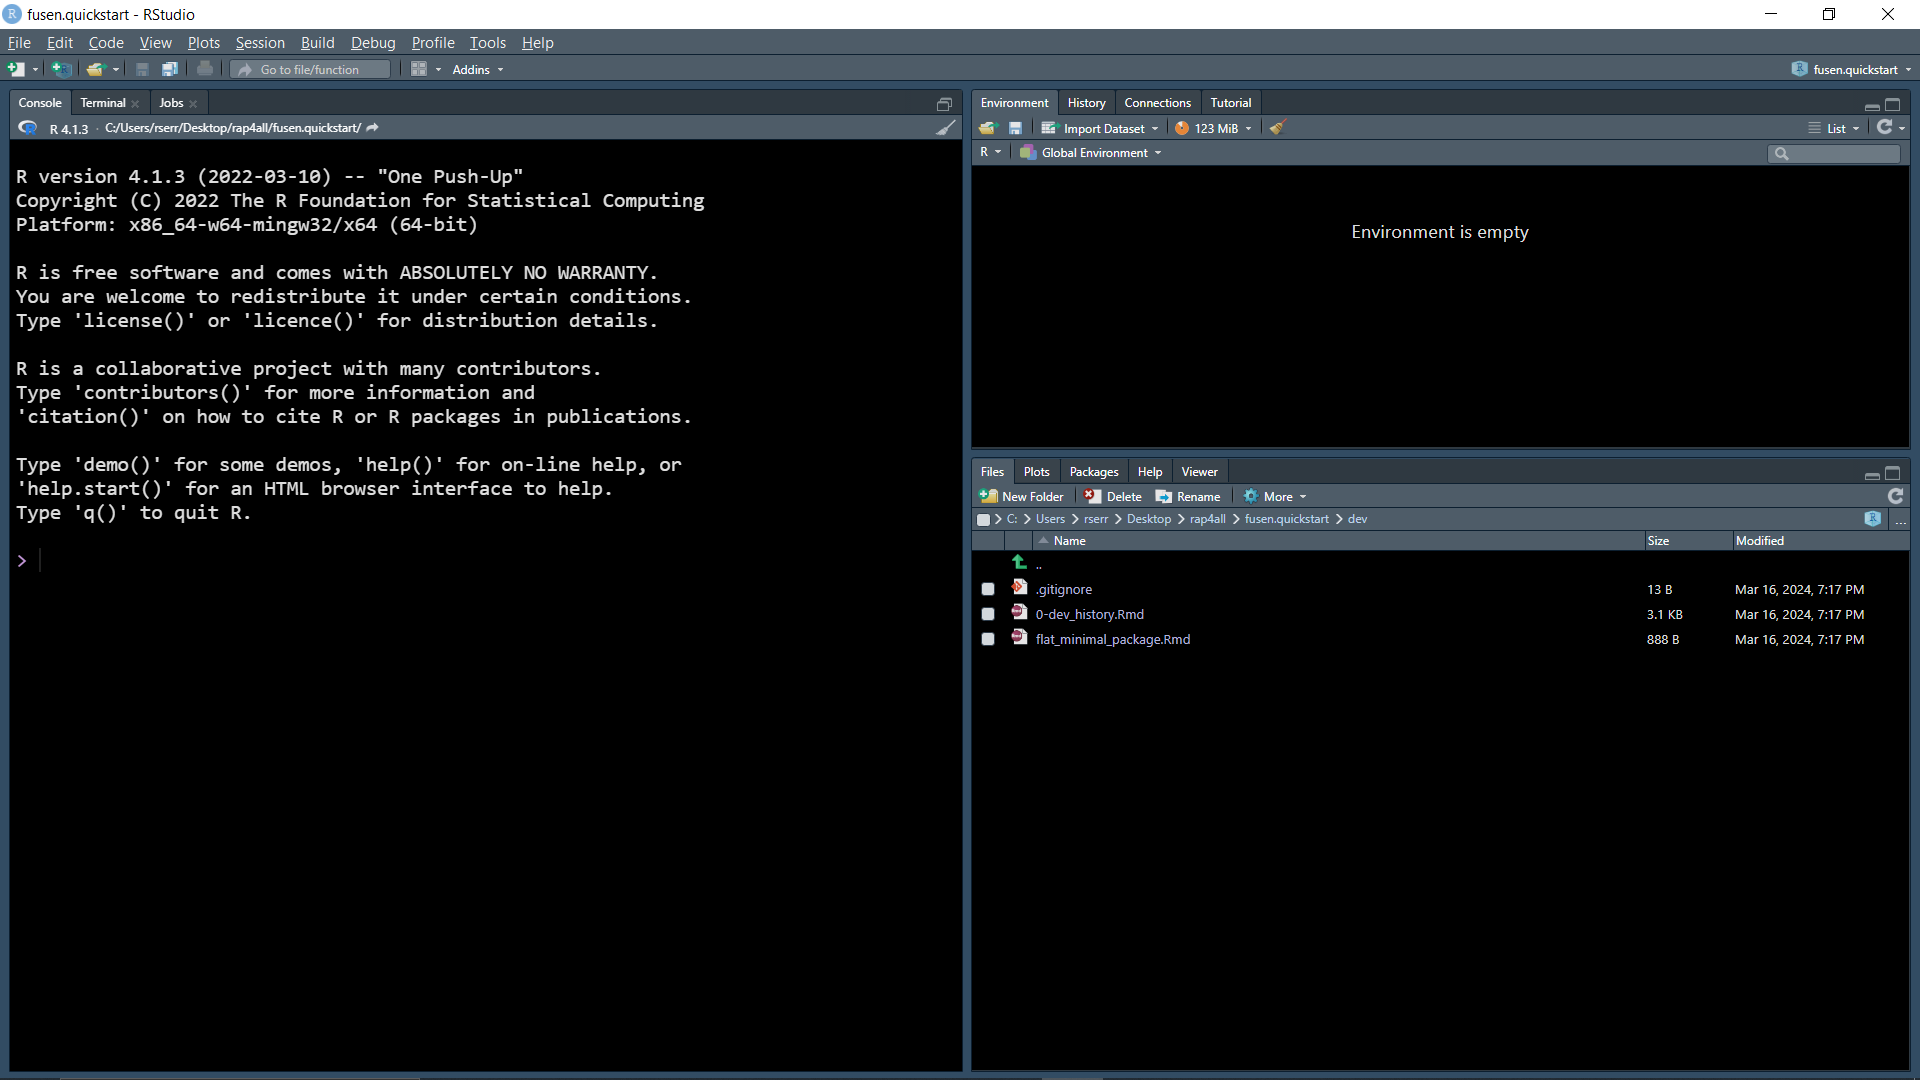 fusen.quickstart - RStudio
File Edit Code View Plots Session Build Debug Profile Tools Help
Go to file/function Addins fusen.quickstart
Console Terminal Jobs
R 4.1.3 · C:/Users/rserr/Desktop/rap4all/fusen.quickstart/
R version 4.1.3 (2022-03-10) -- "One Push-Up"
Copyright (C) 2022 The R Foundation for Statistical Computing
Platform: x86_64-w64-mingw32/x64 (64-bit)
R is free software and comes with ABSOLUTELY NO WARRANTY.
You are welcome to redistribute it under certain conditions.
Type 'license()' or 'licence()' for distribution details.
R is a collaborative project with many contributors.
Type 'contributors()' for more information and
'citation()' on how to cite R or R packages in publications.
Type 'demo()' for some demos, 'help()' for on-line help, or
'help.start()' for an HTML browser interface to help.
Type 'q()' to quit R.
>
Environment History Connections Tutorial
Import Dataset 123 MiB List
R Global Environment
Environment is empty
Files Plots Packages Help Viewer
New Folder Delete Rename More
C: > Users > rserr > Desktop > rap4all > fusen.quickstart > dev ...
Name Size Modified
..
.gitignore 13 B Mar 16, 2024, 7:17 PM
0-dev_history.Rmd 3.1 KB Mar 16, 2024, 7:17 PM
flat_minimal_package.Rmd 888 B Mar 16, 2024, 7:17 PM